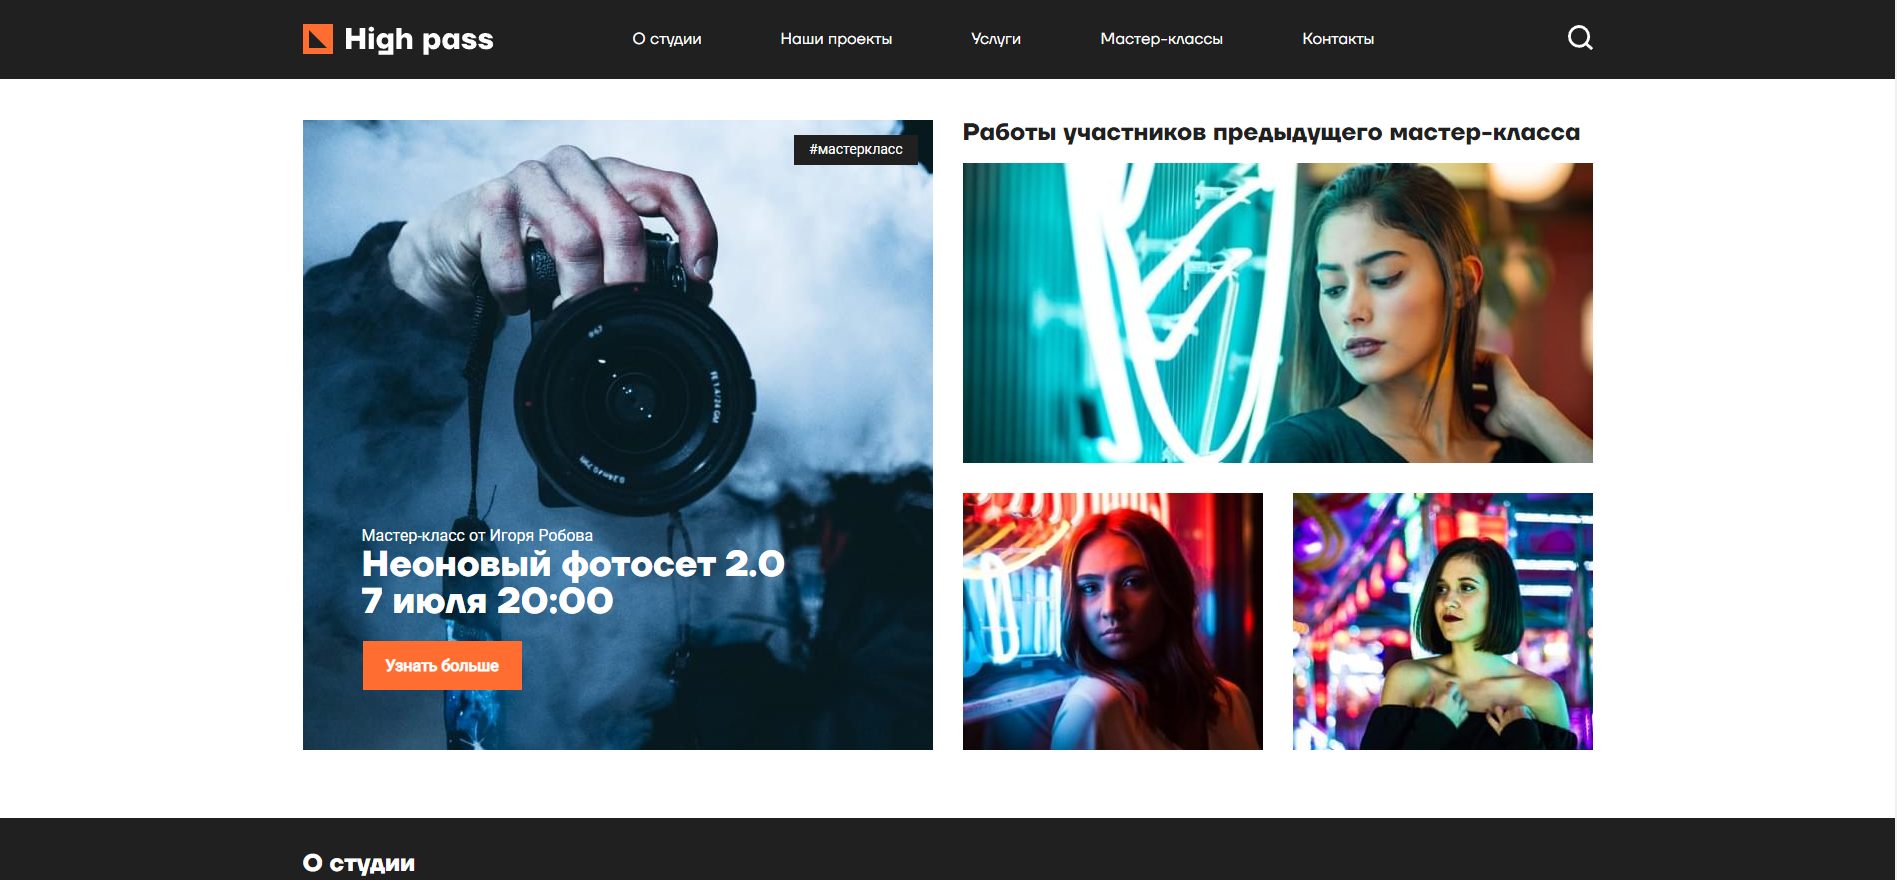 High pass
О студии
Наши проекты
Услуги
Мастер-классы
Контакты
#мастеркласс
Мастер-класс от Игоря Робова
Неоновый фотосет 2.0
7 июля 20:00
Узнать больше
Работы участников предыдущего мастер-класса
О студии